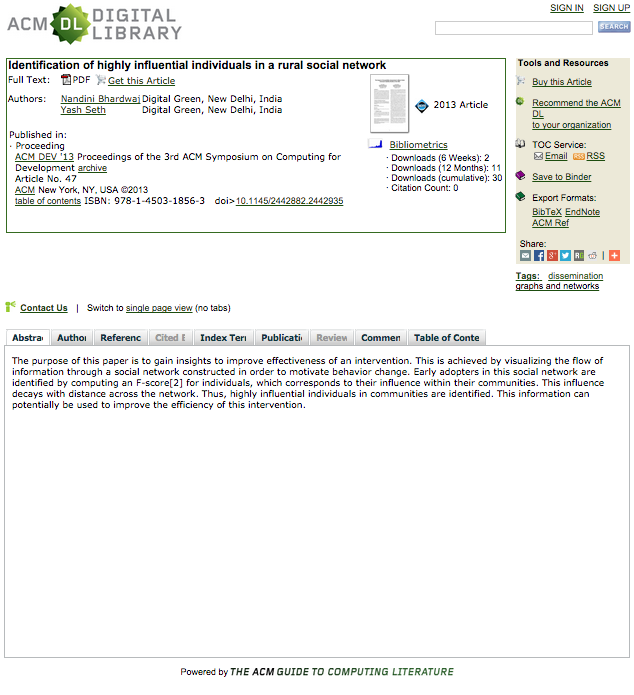 SIGN IN SIGN UP
ACM DL DIGITAL LIBRARY
SEARCH
Identification of highly influential individuals in a rural social network
Full Text: PDF Get this Article
Authors: Nandini Bhardwaj Digital Green, New Delhi, India
Yash Seth Digital Green, New Delhi, India
2013 Article
Published in:
· Proceeding
ACM DEV '13 Proceedings of the 3rd ACM Symposium on Computing for
Development archive
Article No. 47
ACM New York, NY, USA ©2013
table of contents ISBN: 978-1-4503-1856-3 doi>10.1145/2442882.2442935
Bibliometrics
· Downloads (6 Weeks): 2
· Downloads (12 Months): 11
· Downloads (cumulative): 30
· Citation Count: 0
Tools and Resources
Buy this Article
Recommend the ACM
DL
to your organization
TOC Service:
Email RSS
Save to Binder
Export Formats:
BibTeX EndNote
ACM Ref
Share:
Tags: dissemination
graphs and networks
Contact Us | Switch to single page view (no tabs)
Abstrac Author Referenc Cited B Index Terr Publicati Review Commen Table of Conte
The purpose of this paper is to gain insights to improve effectiveness of an intervention. This is achieved by visualizing the flow of
information through a social network constructed in order to motivate behavior change. Early adopters in this social network are
identified by computing an F-score[2] for individuals, which corresponds to their influence within their communities. This influence
decays with distance across the network. Thus, highly influential individuals in communities are identified. This information can
potentially be used to improve the efficiency of this intervention.
Powered by THE ACM GUIDE TO COMPUTING LITERATURE